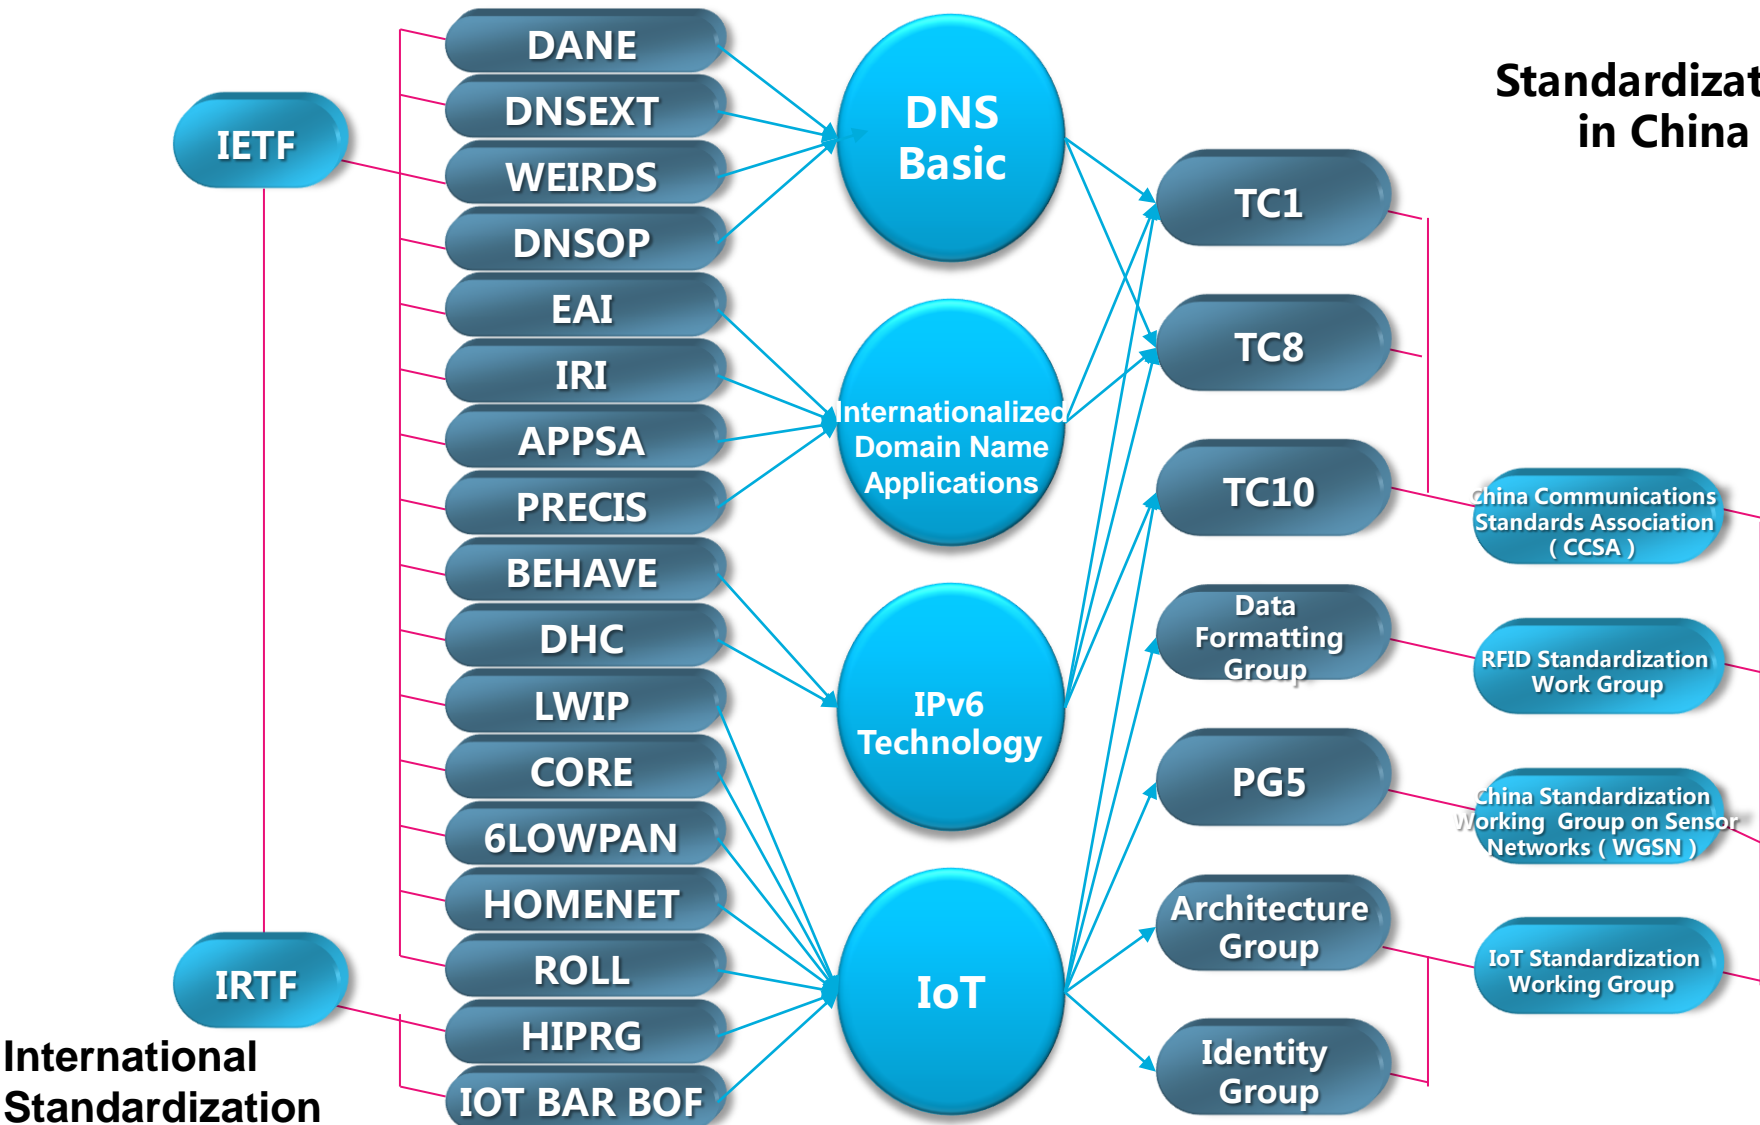 IETF
IRTF
International
Standardization
DANE
DNSEXT
WEIRDS
DNSOP
EAI
IRI
APPSA
PRECIS
BEHAVE
DHC
LWIP
CORE
6LOWPAN
HOMENET
ROLL
HIPRG
IOT BAR BOF
DNS
Basic
Internationalized
Domain Name
Applications
IPv6
Technology
IoT
TC1
TC8
TC10
Data
Formatting
Group
PG5
Architecture
Group
Identity
Group
Standardizat
in China
China Communications
Standards Association
( CCSA )
RFID Standardization
Work Group
China Standardization
Working Group on Sensor
Networks ( WGSN )
IoT Standardization
Working Group